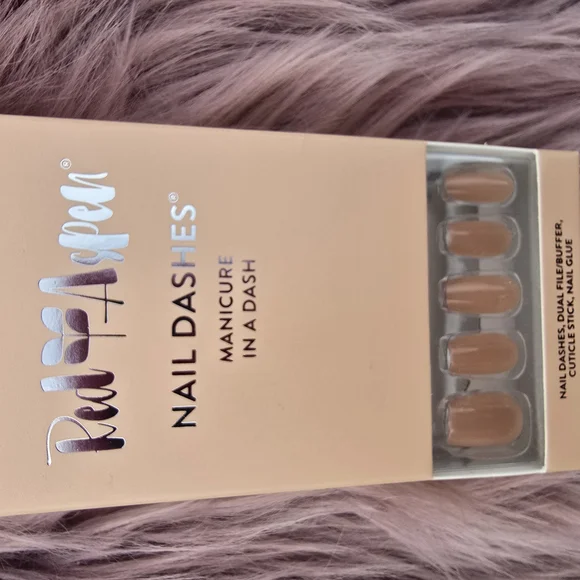 Red Aspen®
NAIL DASHES®
MANICURE
IN A DASH
NAIL DASHES, DUAL FILE/BUFFER,
CUTICLE STICK, NAIL GLUE